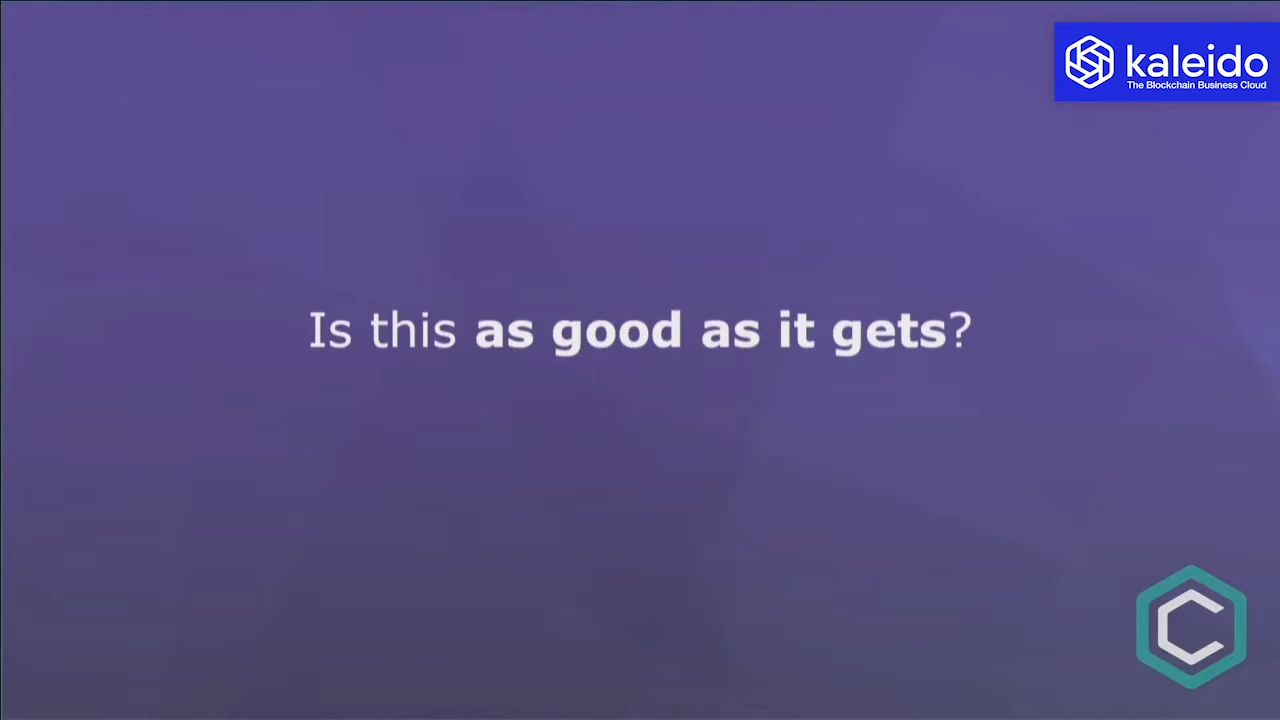 kaleido
The Blockchain Business Cloud
Is this as good as it gets?
C